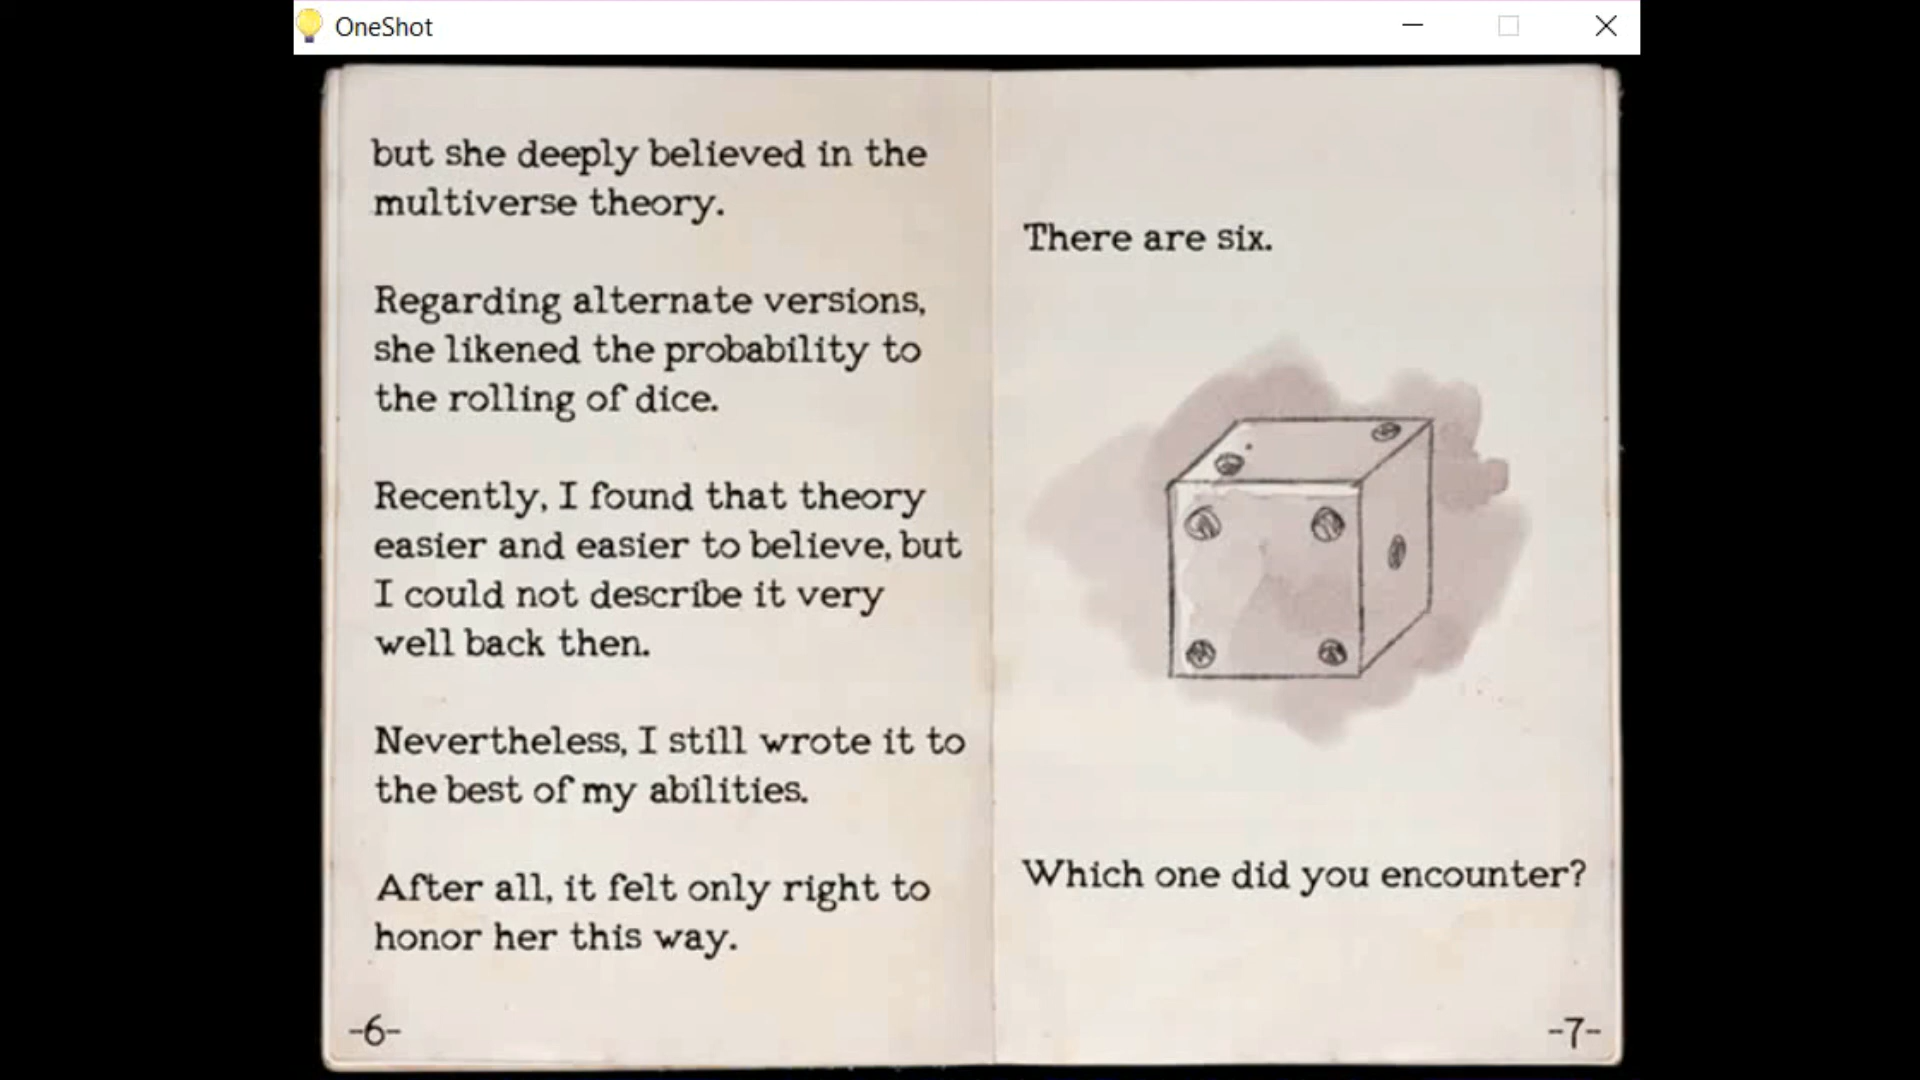 OneShot
but she deeply believed in the
multiverse theory.
Regarding alternate versions,
she likened the probability to
the rolling of dice.
Recently, I found that theory
easier and easier to believe, but
I could not describe it very
well back then.
Nevertheless, I still wrote it to
the best of my abilities.
After all, it felt only right to
honor her this way.
-6-
There are six.
Which one did you encounter?
-7-